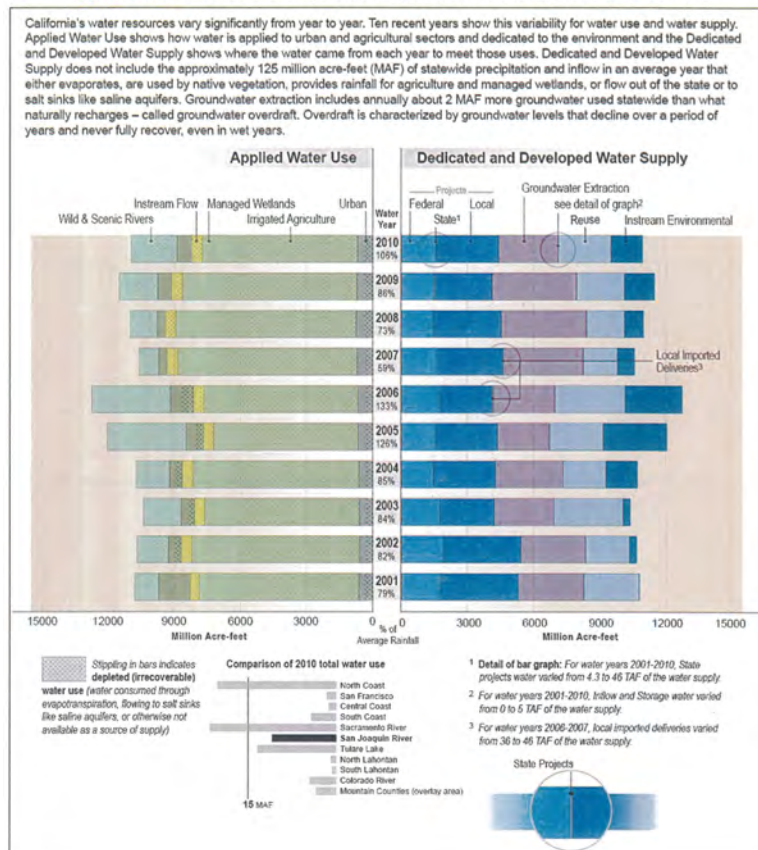 California's water resources vary significantly from year to year. Ten recent years show this variability for water use and water supply.
Applied Water Use shows how water is applied to urban and agricultural sectors and dedicated to the environment and the Dedicated
and Developed Water Supply shows where the water came from each year to meet those uses. Dedicated and Developed Water
Supply does not include the approximately 125 million acre-feet (MAF) of statewide precipitation and inflow in an average year that
either evaporates, are used by native vegetation, provides rainfall for agriculture and managed wetlands, or flow out of the state or to
salt sinks like saline aquifers. Groundwater extraction includes annually about 2 MAF more groundwater used statewide than what
naturally recharges – called groundwater overdraft. Overdraft is characterized by groundwater levels that decline over a period of
years and never fully recover, even in wet years.
Applied Water Use
Dedicated and Developed Water Supply
Instream Flow
Managed Wetlands
Urban
Wild & Scenic Rivers
Irrigated Agriculture
Water
Year
Projects
Federal
Local
State¹
Groundwater Extraction
see detail of graph²
Reuse
Instream Environmental
2010
106%
2009
86%
2008
73%
2007
59%
2006
133%
2005
126%
2004
85%
2003
84%
2002
82%
2001
79%
Local Imported
Deliveries³
15000 12000 9000 6000 3000 0
Million Acre-feet
% of
Average Rainfall
0 3000 6000 9000 12000 15000
Million Acre-feet
Stippling in bars indicates
depleted (irrecoverable)
water use (water consumed through
evapotranspiration, flowing to salt sinks
like saline aquifers, or otherwise not
available as a source of supply)
Comparison of 2010 total water use
North Coast
San Francisco
Central Coast
South Coast
Sacramento River
San Joaquin River
Tulare Lake
North Lahontan
South Lahontan
Colorado River
Mountain Counties (overlay area)
15 MAF
¹ Detail of bar graph: For water years 2001-2010, State
projects water varied from 4.3 to 46 TAF of the water supply.
² For water years 2001-2010, Inflow and Storage water varied
from 0 to 5 TAF of the water supply.
³ For water years 2006-2007, local imported deliveries varied
from 36 to 46 TAF of the water supply.
State Projects